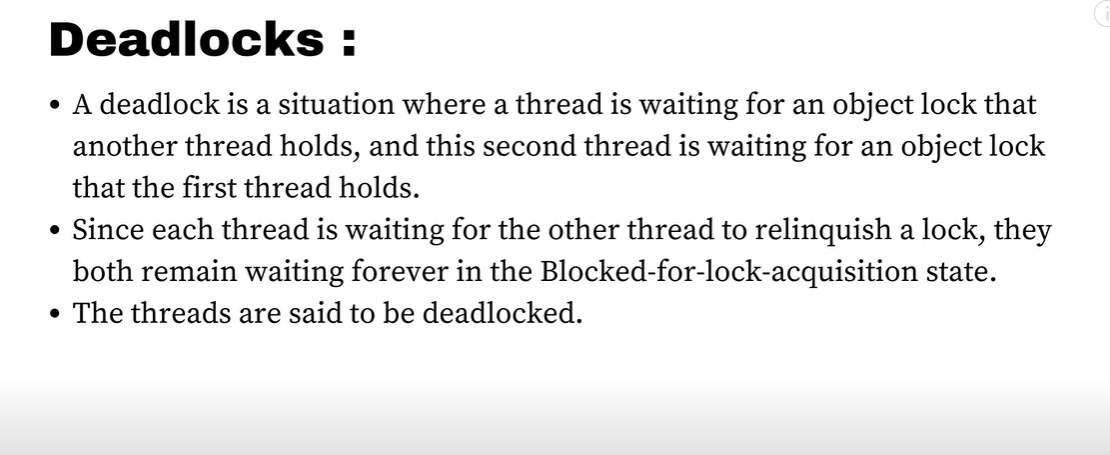 Deadlocks :
• A deadlock is a situation where a thread is waiting for an object lock that
another thread holds, and this second thread is waiting for an object lock
that the first thread holds.
• Since each thread is waiting for the other thread to relinquish a lock, they
both remain waiting forever in the Blocked-for-lock-acquisition state.
• The threads are said to be deadlocked.